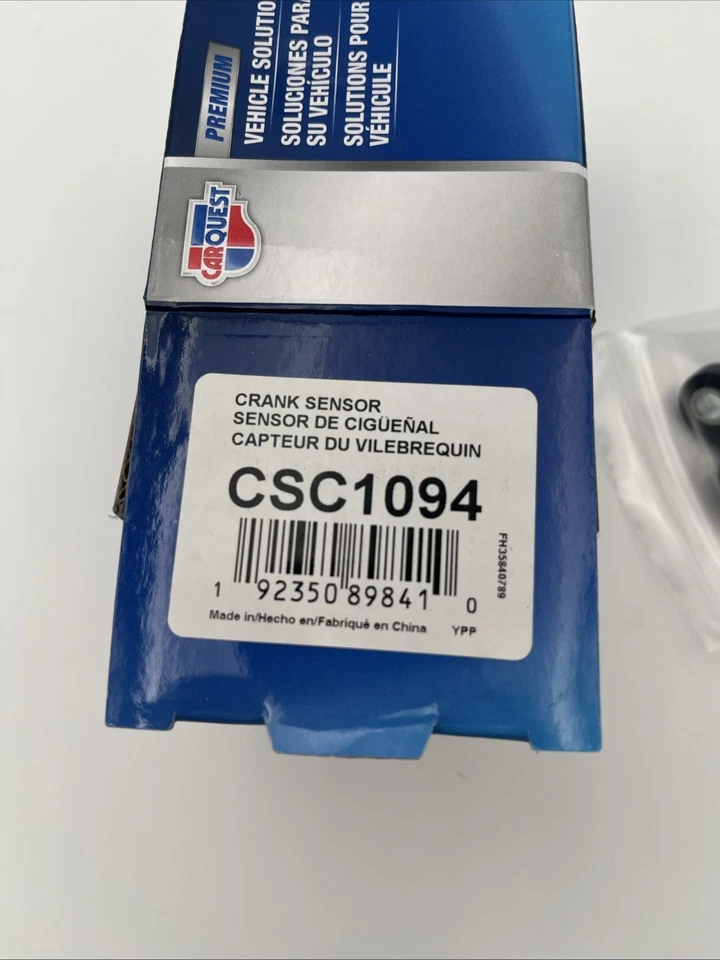 PREMIUM
VEHICLE SOLUTIO
SOLUCIONES PARA
SU VEHÍCULO
SOLUTIONS POUR
VÉHICULE
CARQUEST
CRANK SENSOR
SENSOR DE CIGÜEÑAL
CAPTEUR DU VILEBREQUIN
CSC1094
FH35840789
1 92350 89841 0
Made in/Hecho en/Fabriqué en China YPP